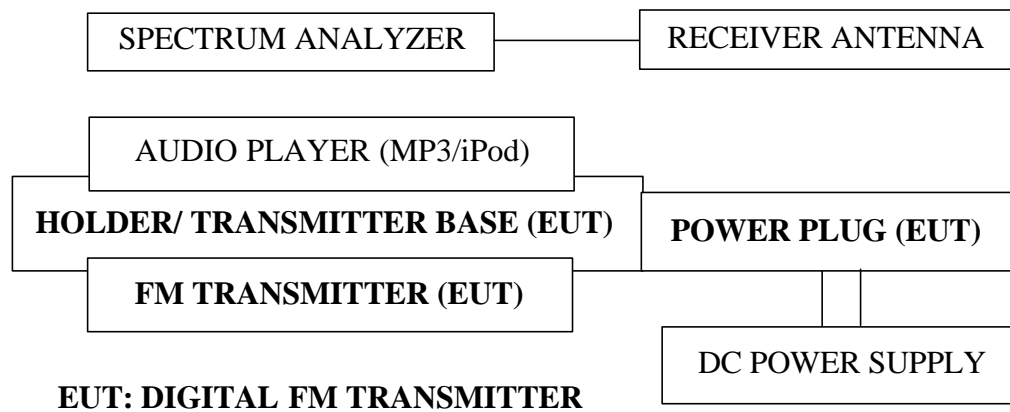 SPECTRUM ANALYZER
RECEIVER ANTENNA
AUDIO PLAYER (MP3/iPod)
HOLDER/ TRANSMITTER BASE (EUT)
POWER PLUG (EUT)
FM TRANSMITTER (EUT)
DC POWER SUPPLY
EUT: DIGITAL FM TRANSMITTER